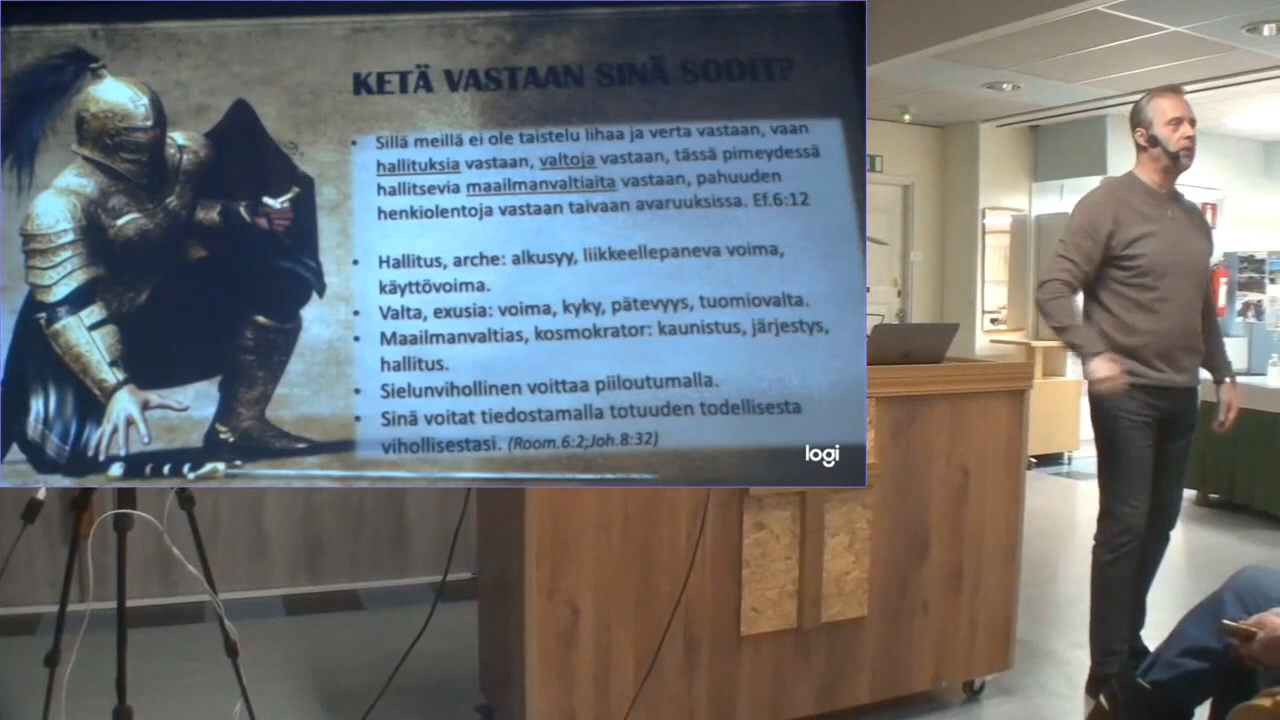 KETÄ VASTAAN SINÄ SODIT?
• Sillä meillä ei ole taistelu lihaa ja verta vastaan, vaan
hallituksia vastaan, valtoja vastaan, tässä pimeydessä
hallitsevia maailmanvaltiaita vastaan, pahuuden
henkiolentoja vastaan taivaan avaruuksissa. Ef.6:12
• Hallitus, arche: alkusyy, liikkeellepaneva voima,
käyttövoima.
• Valta, exusia: voima, kyky, pätevyys, tuomiovalta.
• Maailmanvaltias, kosmokrator: kaunistus, järjestys,
hallitus.
• Sielunvihollinen voittaa piiloutumalla.
• Sinä voitat tiedostamalla totuuden todellisesta
vihollisestasi. (Room.6:2;Joh.8:32)
logi